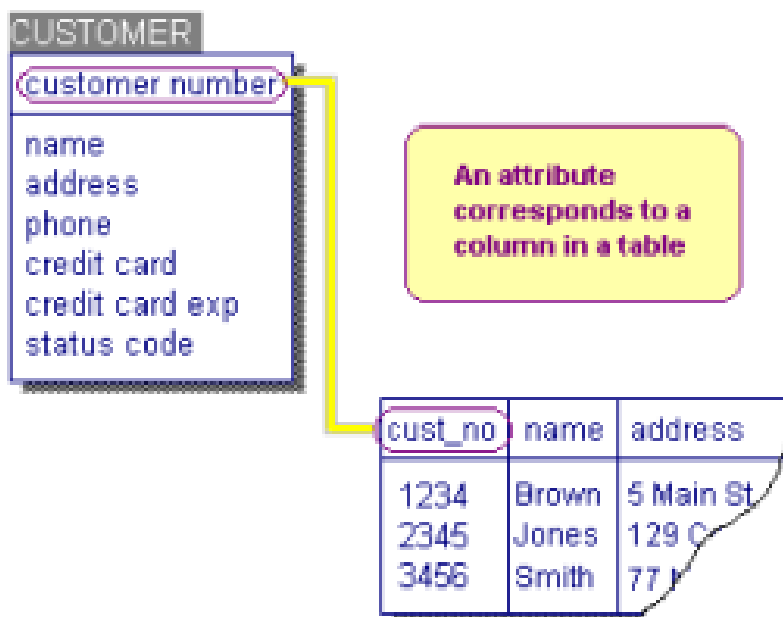 CUSTOMER
customer number
name
address
phone
credit card
credit card exp
status code
An attribute
corresponds to a
column in a table
cust_no name address
1234 Brown 5 Main St
2345 Jones 129
3456 Smith 77